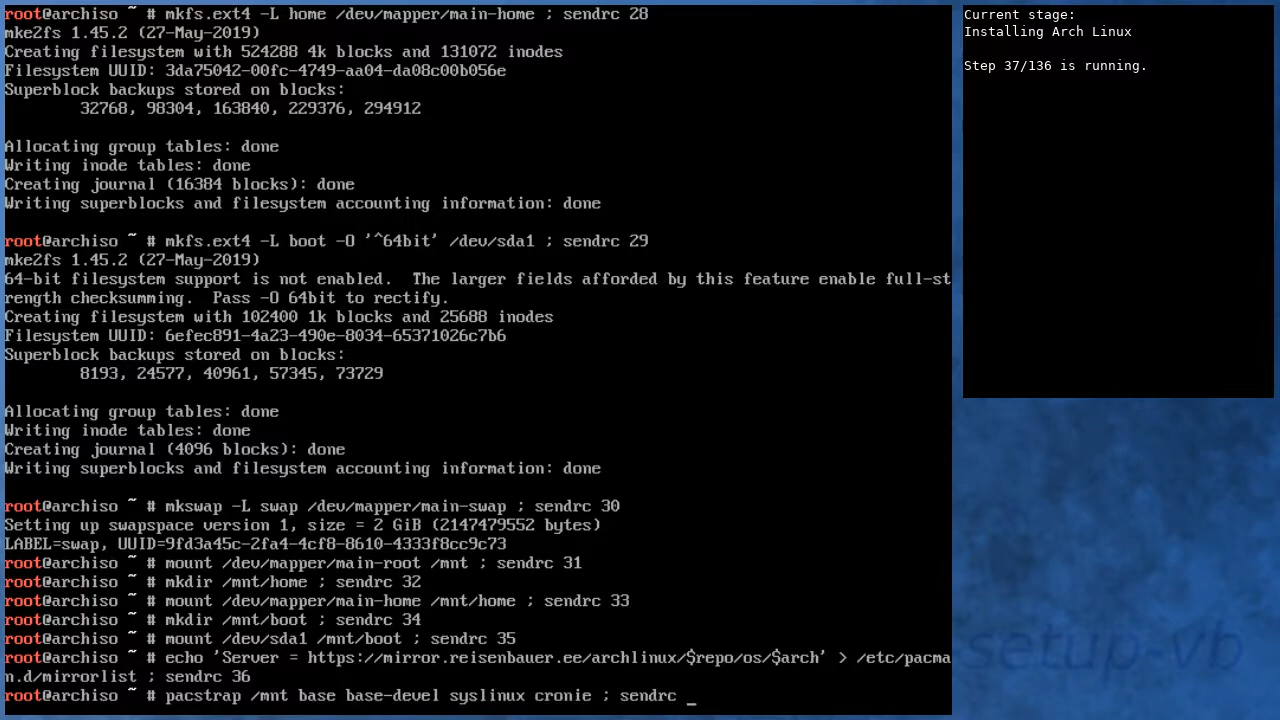 root@archiso ~ # mkfs.ext4 -L home /dev/mapper/main-home ; sendrc 28
mke2fs 1.45.2 (27-May-2019)
Creating filesystem with 524288 4k blocks and 131072 inodes
Filesystem UUID: 3da75042-00fc-4749-aa04-da08c00b056e
Superblock backups stored on blocks:
        32768, 98304, 163840, 229376, 294912

Allocating group tables: done
Writing inode tables: done
Creating journal (16384 blocks): done
Writing superblocks and filesystem accounting information: done

root@archiso ~ # mkfs.ext4 -L boot -O '^64bit' /dev/sda1 ; sendrc 29
mke2fs 1.45.2 (27-May-2019)
64-bit filesystem support is not enabled.  The larger fields afforded by this feature enable full-st
rength checksumming.  Pass -O 64bit to rectify.
Creating filesystem with 102400 1k blocks and 25688 inodes
Filesystem UUID: 6efec891-4a23-490e-8034-65371026c7b6
Superblock backups stored on blocks:
        8193, 24577, 40961, 57345, 73729

Allocating group tables: done
Writing inode tables: done
Creating journal (4096 blocks): done
Writing superblocks and filesystem accounting information: done

root@archiso ~ # mkswap -L swap /dev/mapper/main-swap ; sendrc 30
Setting up swapspace version 1, size = 2 GiB (2147479552 bytes)
LABEL=swap, UUID=9fd3a45c-2fa4-4cf8-8610-4333f8cc9c73
root@archiso ~ # mount /dev/mapper/main-root /mnt ; sendrc 31
root@archiso ~ # mkdir /mnt/home ; sendrc 32
root@archiso ~ # mount /dev/mapper/main-home /mnt/home ; sendrc 33
root@archiso ~ # mkdir /mnt/boot ; sendrc 34
root@archiso ~ # mount /dev/sda1 /mnt/boot ; sendrc 35
root@archiso ~ # echo 'Server = https://mirror.reisenbauer.ee/archlinux/$repo/os/$arch' > /etc/pacma
n.d/mirrorlist ; sendrc 36
root@archiso ~ # pacstrap /mnt base base-devel syslinux cronie ; sendrc _
Current stage:
Installing Arch Linux

Step 37/136 is running.
setup-vb